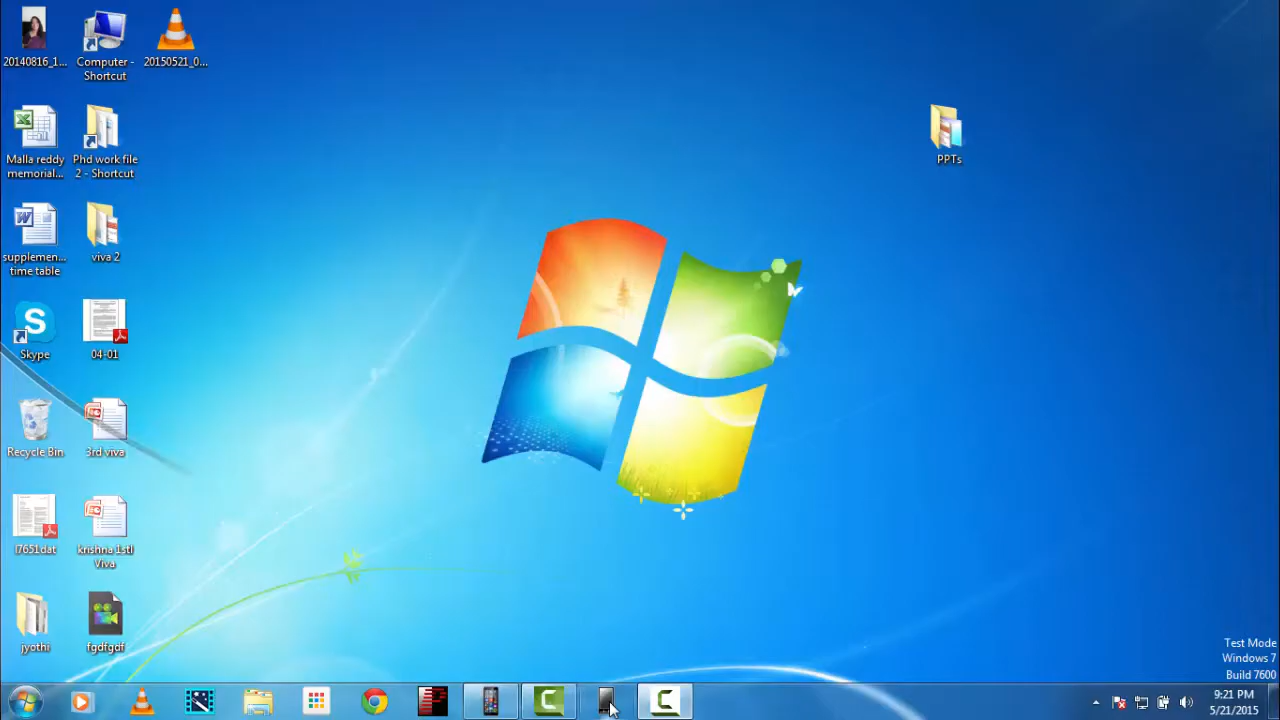 20140816_1...
Computer -
Shortcut
20150521_0...
Malla reddy
memorial...
Phd work file
2 - Shortcut
PPTs
supplemen...
time table
viva 2
Skype
04-01
Recycle Bin
3rd viva
l7651dat
krishna 1stl
Viva
jyothi
fgdfgdf
Test Mode
Windows 7
Build 7600
9:21 PM
5/21/2015